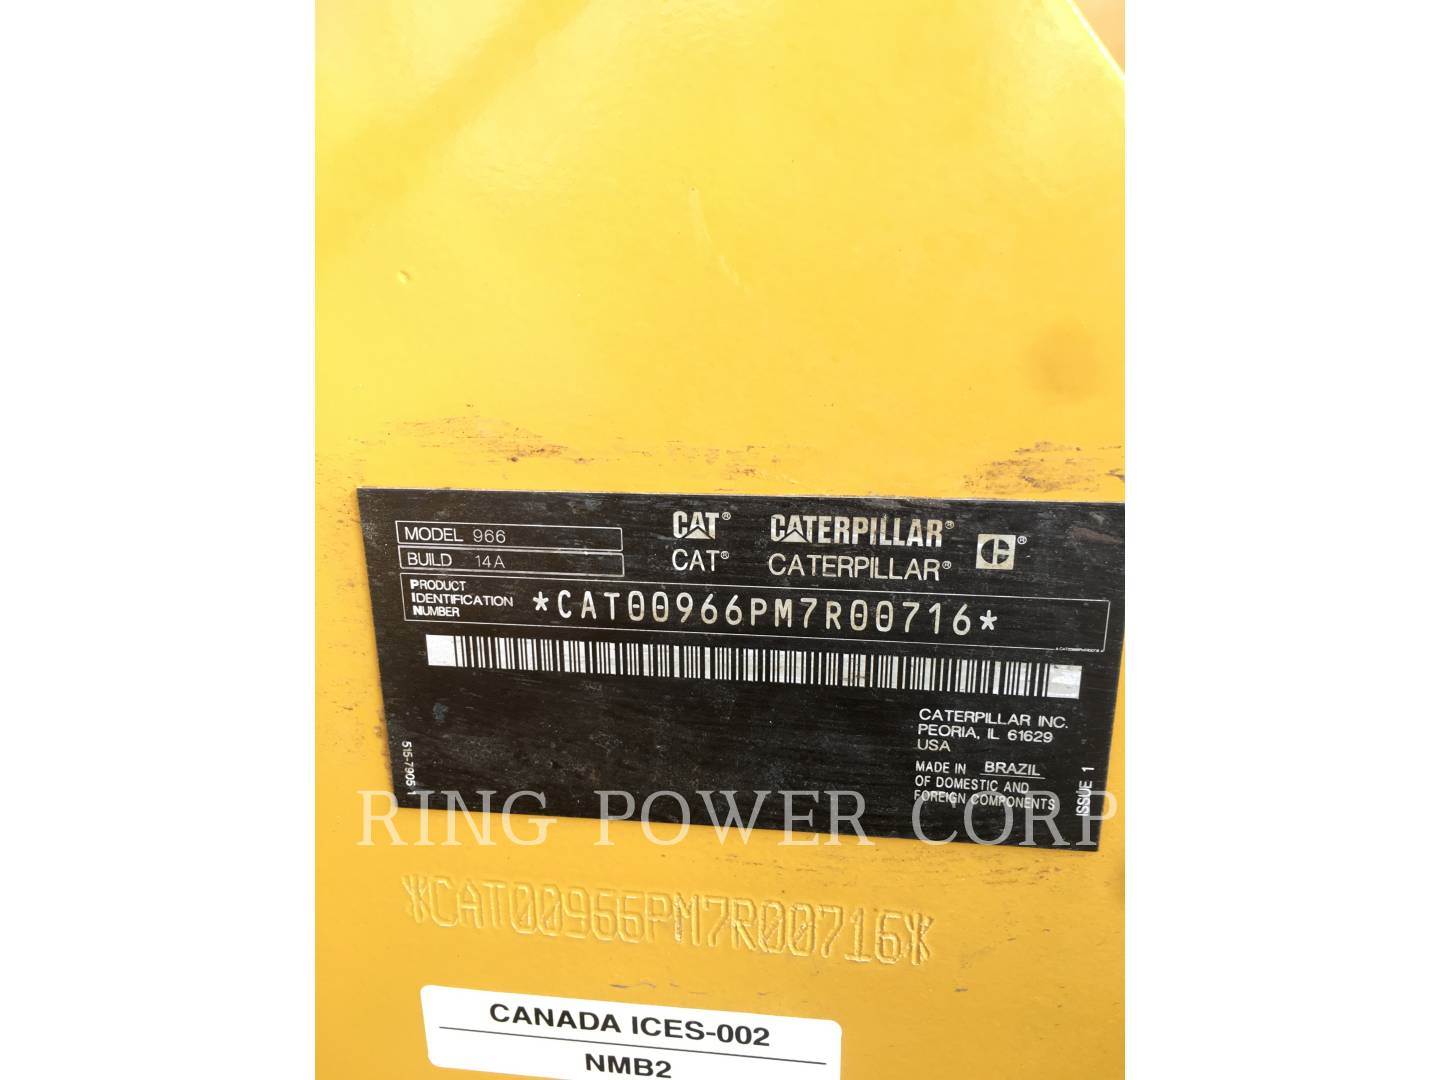 MODEL 966
BUILD 14A
CAT® CATERPILLAR® C®
CAT® CATERPILLAR®
PRODUCT
IDENTIFICATION
NUMBER
*CAT00966PM7R00716*
CATERPILLAR INC.
PEORIA, IL 61629
USA
MADE IN BRAZIL
OF DOMESTIC AND
FOREIGN COMPONENTS
ISSUE 1
515-7905 1
RING POWER CORP
*CAT00966PM7R00716*
CANADA ICES-002
NMB2